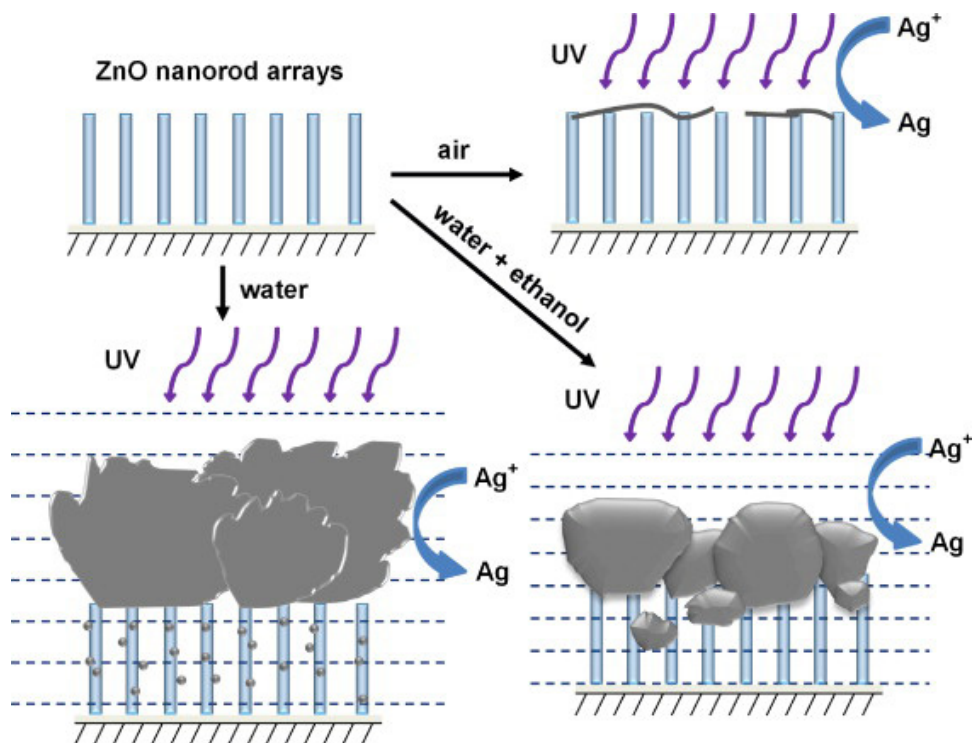 ZnO nanorod arrays
UV
Ag⁺
Ag
air
water + ethanol
water
UV
Ag⁺
Ag
UV
Ag⁺
Ag